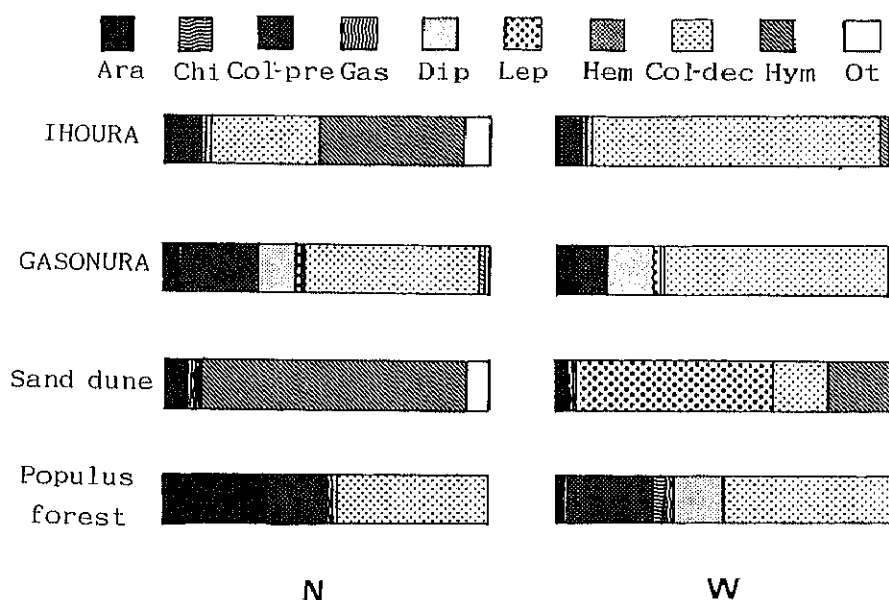 Ara Chi Col-pre Gas Dip Lep Hem Col-dec Hym Ot
IHOURA
GASONURA
Sand dune
Populus
forest
N W